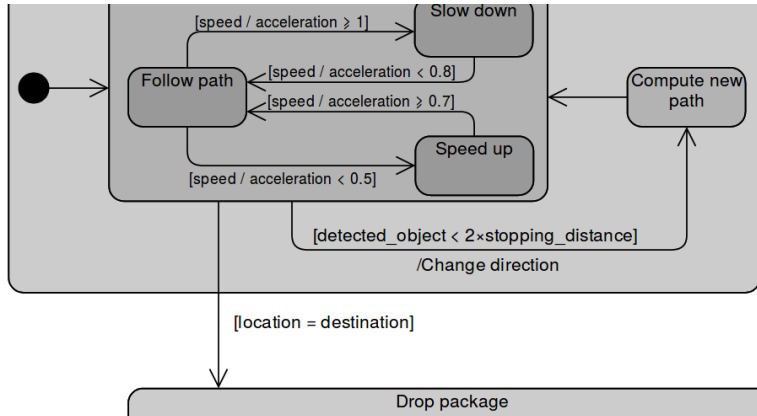 Slow down
[speed / acceleration ⩾ 1]
[speed / acceleration < 0.8]
Follow path
Compute new
path
[speed / acceleration ⩾ 0.7]
Speed up
[speed / acceleration < 0.5]
[detected_object < 2×stopping_distance]
/Change direction
[location = destination]
Drop package